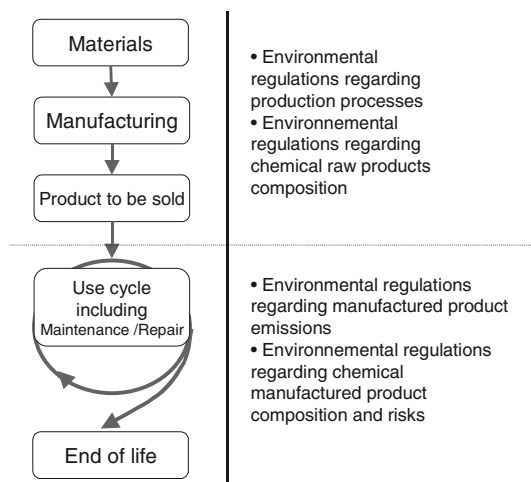 Materials
Manufacturing
Product to be sold
• Environmental
regulations regarding
production processes
• Environnemental
regulations regarding
chemical raw products
composition
Use cycle
including
Maintenance /Repair
End of life
• Environmental regulations
regarding manufactured product
emissions
• Environnemental regulations
regarding chemical
manufactured product
composition and risks